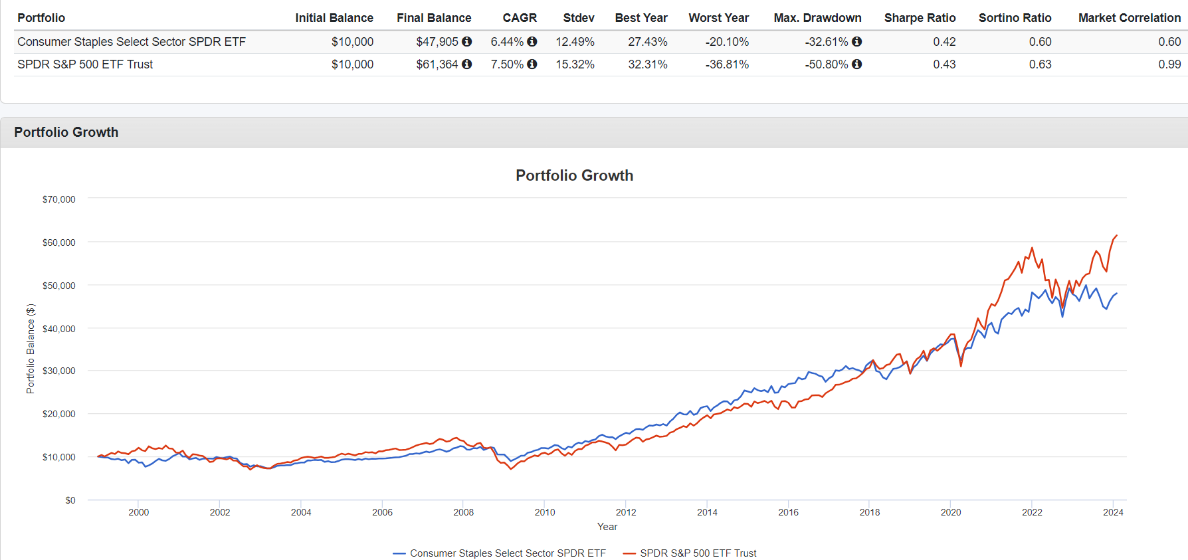 Portfolio Initial Balance Final Balance CAGR Stdev Best Year Worst Year Max. Drawdown Sharpe Ratio Sortino Ratio Market Correlation
Consumer Staples Select Sector SPDR ETF $10,000 $47,905 6.44% 12.49% 27.43% -20.10% -32.61% 0.42 0.60 0.60
SPDR S&P 500 ETF Trust $10,000 $61,364 7.50% 15.32% 32.31% -36.81% -50.80% 0.43 0.63 0.99
Portfolio Growth
Portfolio Growth
$70,000
$60,000
$50,000
$40,000
$30,000
$20,000
$10,000
$0
Portfolio Balance ($)
2000 2002 2004 2006 2008 2010 2012 2014 2016 2018 2020 2022 2024
Year
Consumer Staples Select Sector SPDR ETF SPDR S&P 500 ETF Trust